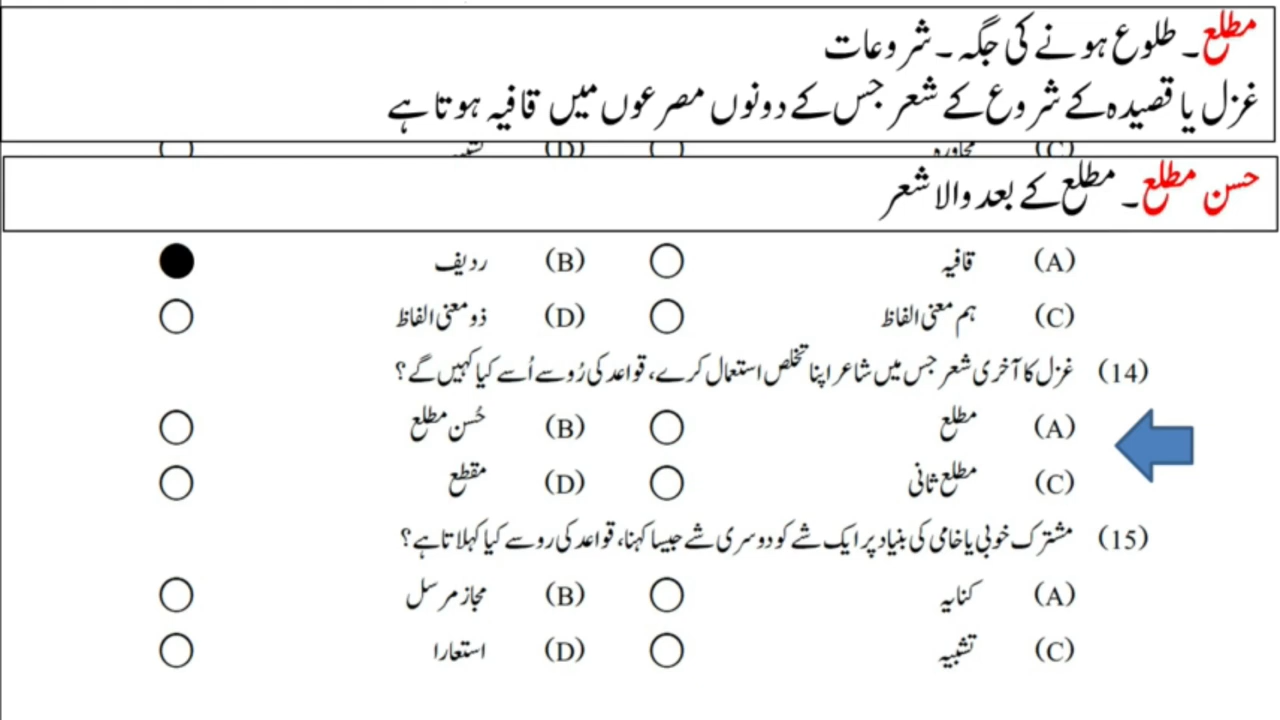 مطلع ۔ طلوع ہونے کی جگہ ۔ شروعات
غزل یا قصیدہ کے شروع کے شعر جس کے دونوں مصرعوں میں قافیہ ہوتا ہے
(C) محاورہ (D) تشبیہ
حسن مطلع ۔ مطلع کے بعد والا شعر
(A) قافیہ (B) ردیف
(C) ہم معنی الفاظ (D) ذو معنی الفاظ
(14) غزل کا آخری شعر جس میں شاعر اپنا تخلص استعمال کرے، قواعد کی رُو سے اُسے کیا کہیں گے؟
(A) مطلع (B) حُسن مطلع
(C) مطلع ثانی (D) مقطع
(15) مشترک خوبی یا خامی کی بنیاد پر ایک شے کو دوسری شے جیسا کہنا، قواعد کی رو سے کیا کہلاتا ہے؟
(A) کنایہ (B) مجاز مرسل
(C) تشبیہ (D) استعارا